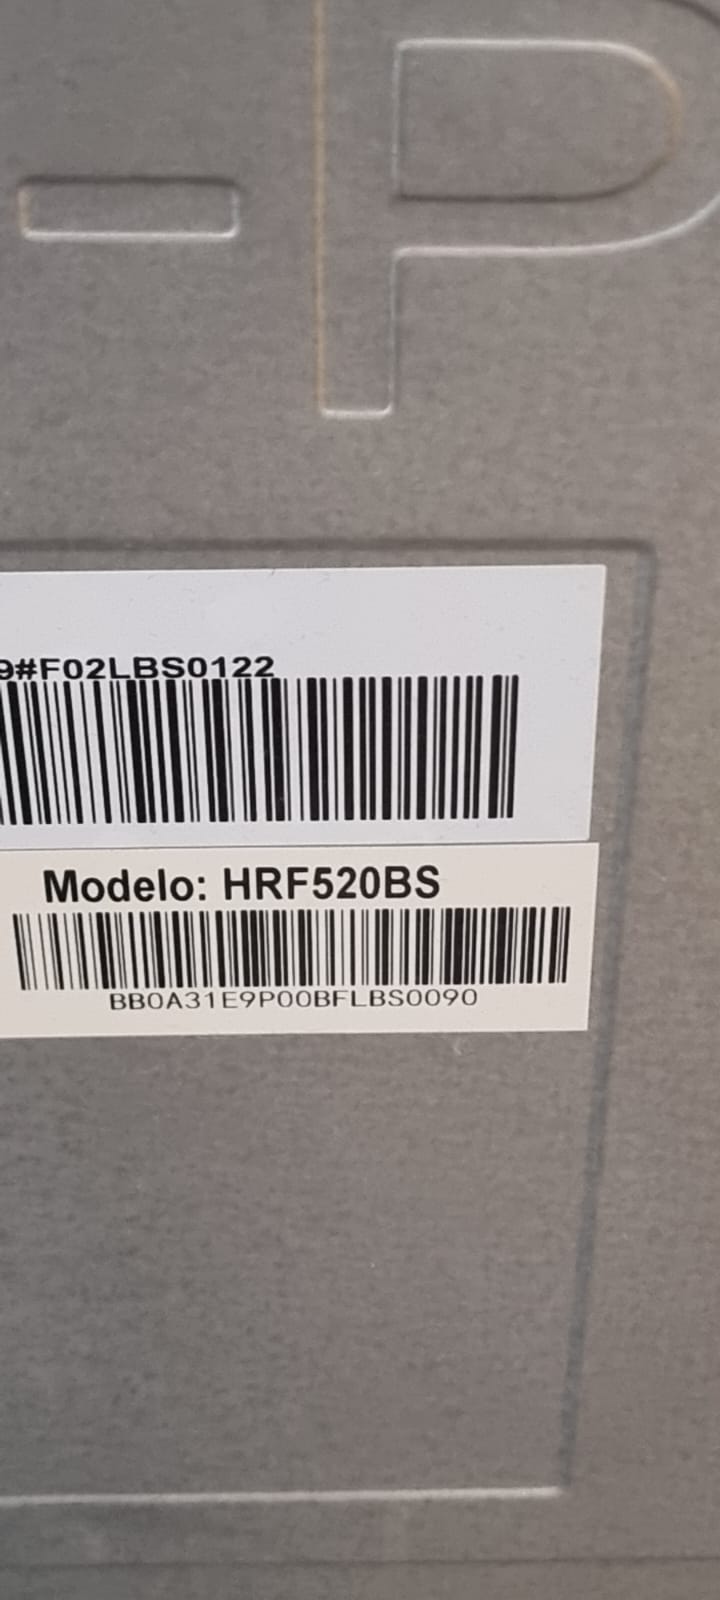 -P
9#F02LBS0122
Modelo: HRF520BS
BB0A31E9P00BFLBS0090